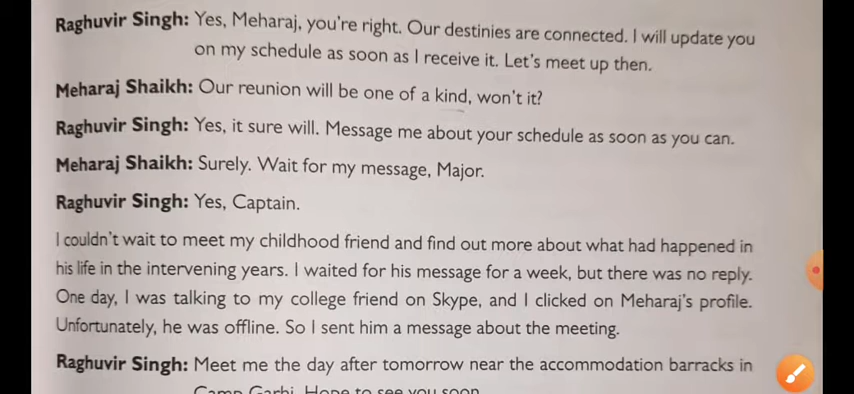 Raghuvir Singh: Yes, Meharaj, you're right. Our destinies are connected. I will update you
on my schedule as soon as I receive it. Let's meet up then.
Meharaj Shaikh: Our reunion will be one of a kind, won't it?
Raghuvir Singh: Yes, it sure will. Message me about your schedule as soon as you can.
Meharaj Shaikh: Surely. Wait for my message, Major.
Raghuvir Singh: Yes, Captain.
I couldn't wait to meet my childhood friend and find out more about what had happened in
his life in the intervening years. I waited for his message for a week, but there was no reply.
One day, I was talking to my college friend on Skype, and I clicked on Meharaj's profile.
Unfortunately, he was offline. So I sent him a message about the meeting.
Raghuvir Singh: Meet me the day after tomorrow near the accommodation barracks in
Camp Garhi. Hope to see you soon